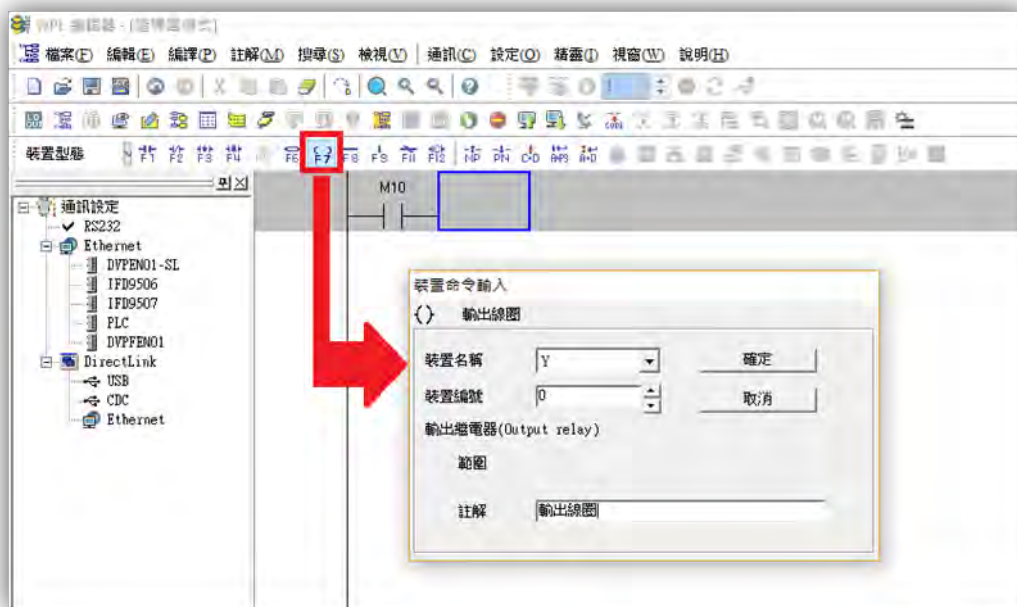 WPL 編輯器 - [階梯圖模式]
檔案(F) 編輯(E) 編譯(P) 註解(M) 搜尋(S) 檢視(V) 通訊(C) 設定(O) 精靈(I) 視窗(W) 說明(H)
裝置型態 F1 F2 F3 F4 F6 F7 F8 F9 F11 F12 NP PN
M10
通訊設定
RS232
Ethernet
DVPEN01-SL
IFD9506
IFD9507
PLC
DVPFEN01
DirectLink
USB
CDC
Ethernet
裝置命令輸入
( ) 輸出線圈
裝置名稱 Y 確定
裝置編號 0 取消
輸出繼電器(Output relay)
範圍
註解 輸出線圈